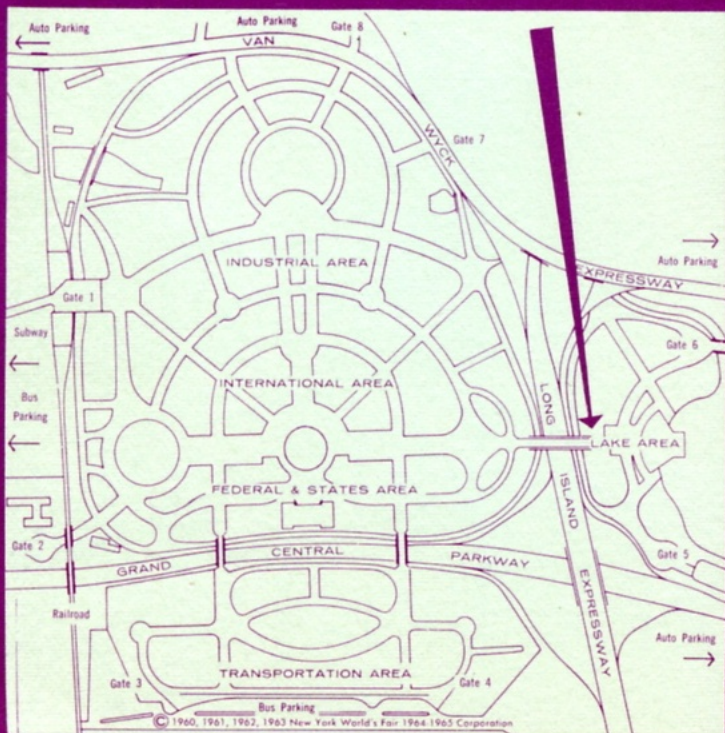 Auto Parking
Auto Parking
Gate 8
VAN
WYCK
Gate 7
EXPRESSWAY
Auto Parking
INDUSTRIAL AREA
Gate 1
Subway
Gate 6
INTERNATIONAL AREA
Bus
Parking
LONG
ISLAND
EXPRESSWAY
LAKE AREA
FEDERAL & STATES AREA
Gate 2
GRAND
CENTRAL
PARKWAY
Gate 5
Railroad
Auto Parking
TRANSPORTATION AREA
Gate 3
Gate 4
Bus Parking
© 1960, 1961, 1962, 1963 New York World's Fair 1964-1965 Corporation